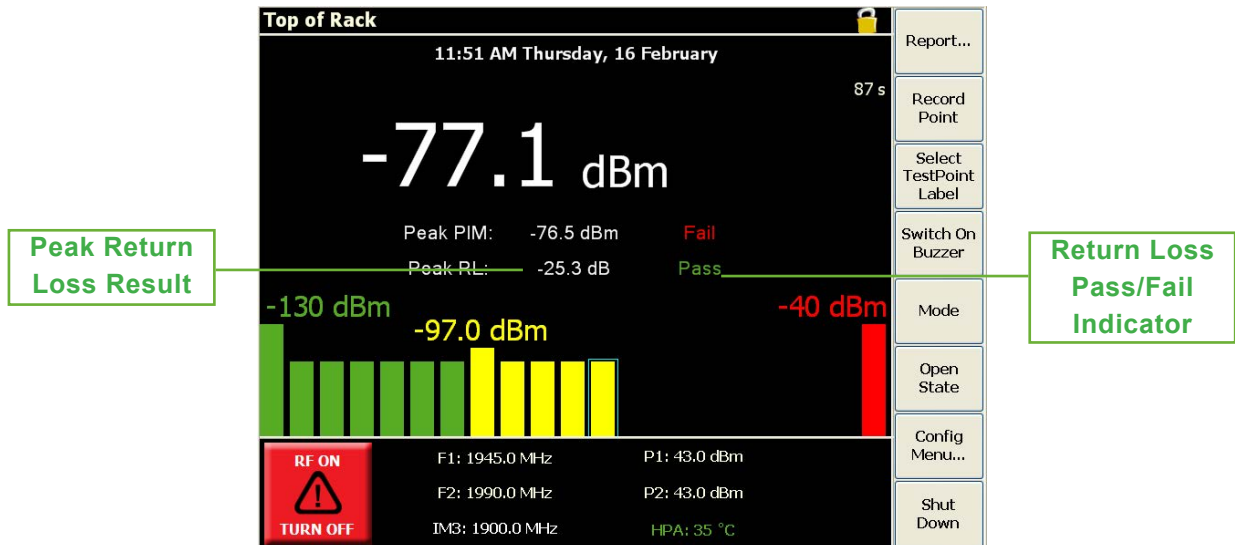 Top of Rack
11:51 AM Thursday, 16 February
87 s
-77.1 dBm
Peak PIM: -76.5 dBm Fail
Peak RL: -25.3 dB Pass
-130 dBm
-97.0 dBm
-40 dBm
RF ON
TURN OFF
F1: 1945.0 MHz P1: 43.0 dBm
F2: 1990.0 MHz P2: 43.0 dBm
IM3: 1900.0 MHz HPA: 35 °C
Report...
Record
Point
Select
TestPoint
Label
Switch On
Buzzer
Mode
Open
State
Config
Menu...
Shut
Down
Peak Return
Loss Result
Return Loss
Pass/Fail
Indicator